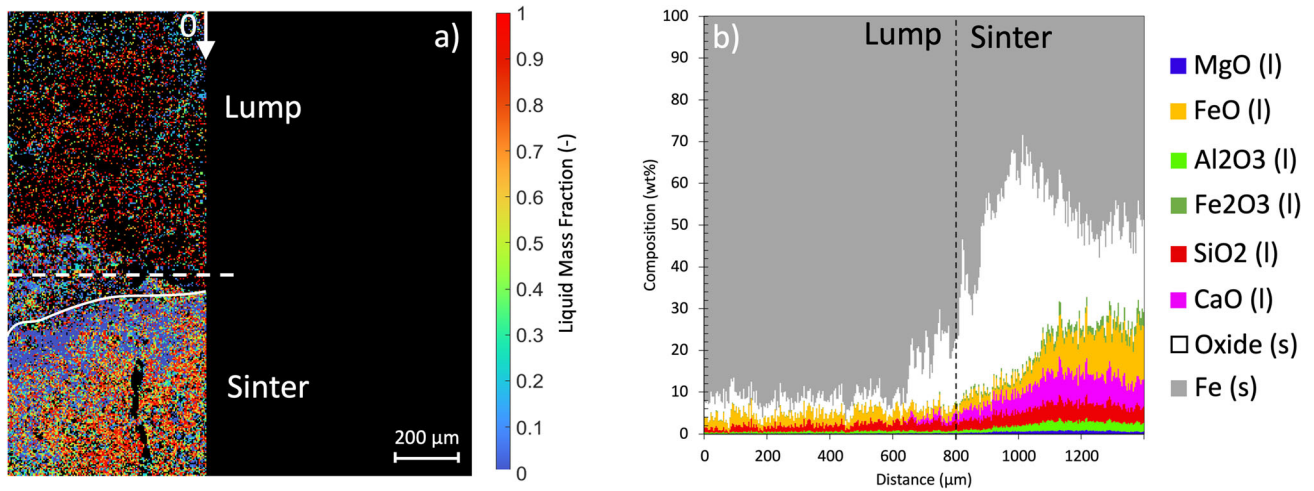 0
a)
Lump
Sinter
200 µm
1
0.9
0.8
0.7
0.6
0.5
0.4
0.3
0.2
0.1
0
Liquid Mass Fraction (-)
b)
Lump
Sinter
100
90
80
70
60
50
40
30
20
10
0
Composition (wt%)
0 200 400 600 800 1000 1200
Distance (µm)
MgO (l)
FeO (l)
Al2O3 (l)
Fe2O3 (l)
SiO2 (l)
CaO (l)
Oxide (s)
Fe (s)